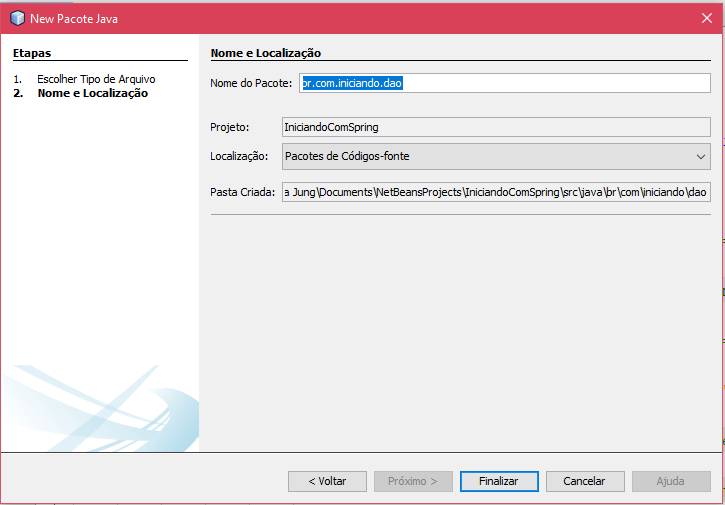 New Pacote Java
Etapas
1. Escolher Tipo de Arquivo
2. Nome e Localização
Nome e Localização
Nome do Pacote: br.com.iniciando.dao
Projeto: IniciandoComSpring
Localização: Pacotes de Códigos-fonte
Pasta Criada: a Jung\Documents\NetBeansProjects\IniciandoComSpring\src\java\br\com\iniciando\dao
< Voltar Próximo > Finalizar Cancelar Ajuda